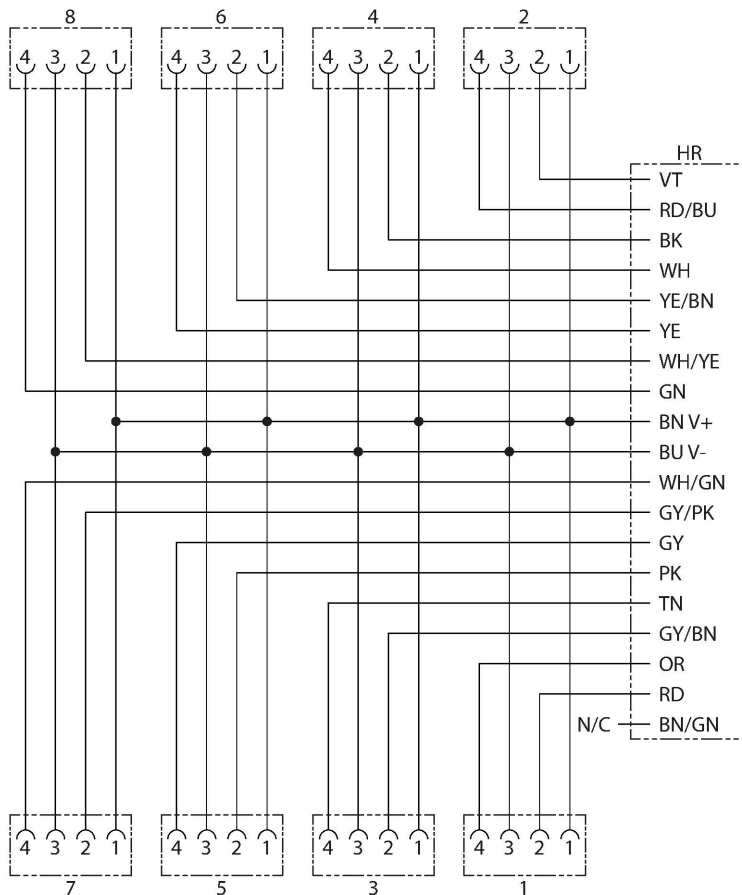 8 6 4 2
4 3 2 1 4 3 2 1 4 3 2 1 4 3 2 1
HR
VT
RD/BU
BK
WH
YE/BN
YE
WH/YE
GN
BN V+
BU V-
WH/GN
GY/PK
GY
PK
TN
GY/BN
OR
RD
N/C BN/GN
4 3 2 1 4 3 2 1 4 3 2 1 4 3 2 1
7 5 3 1